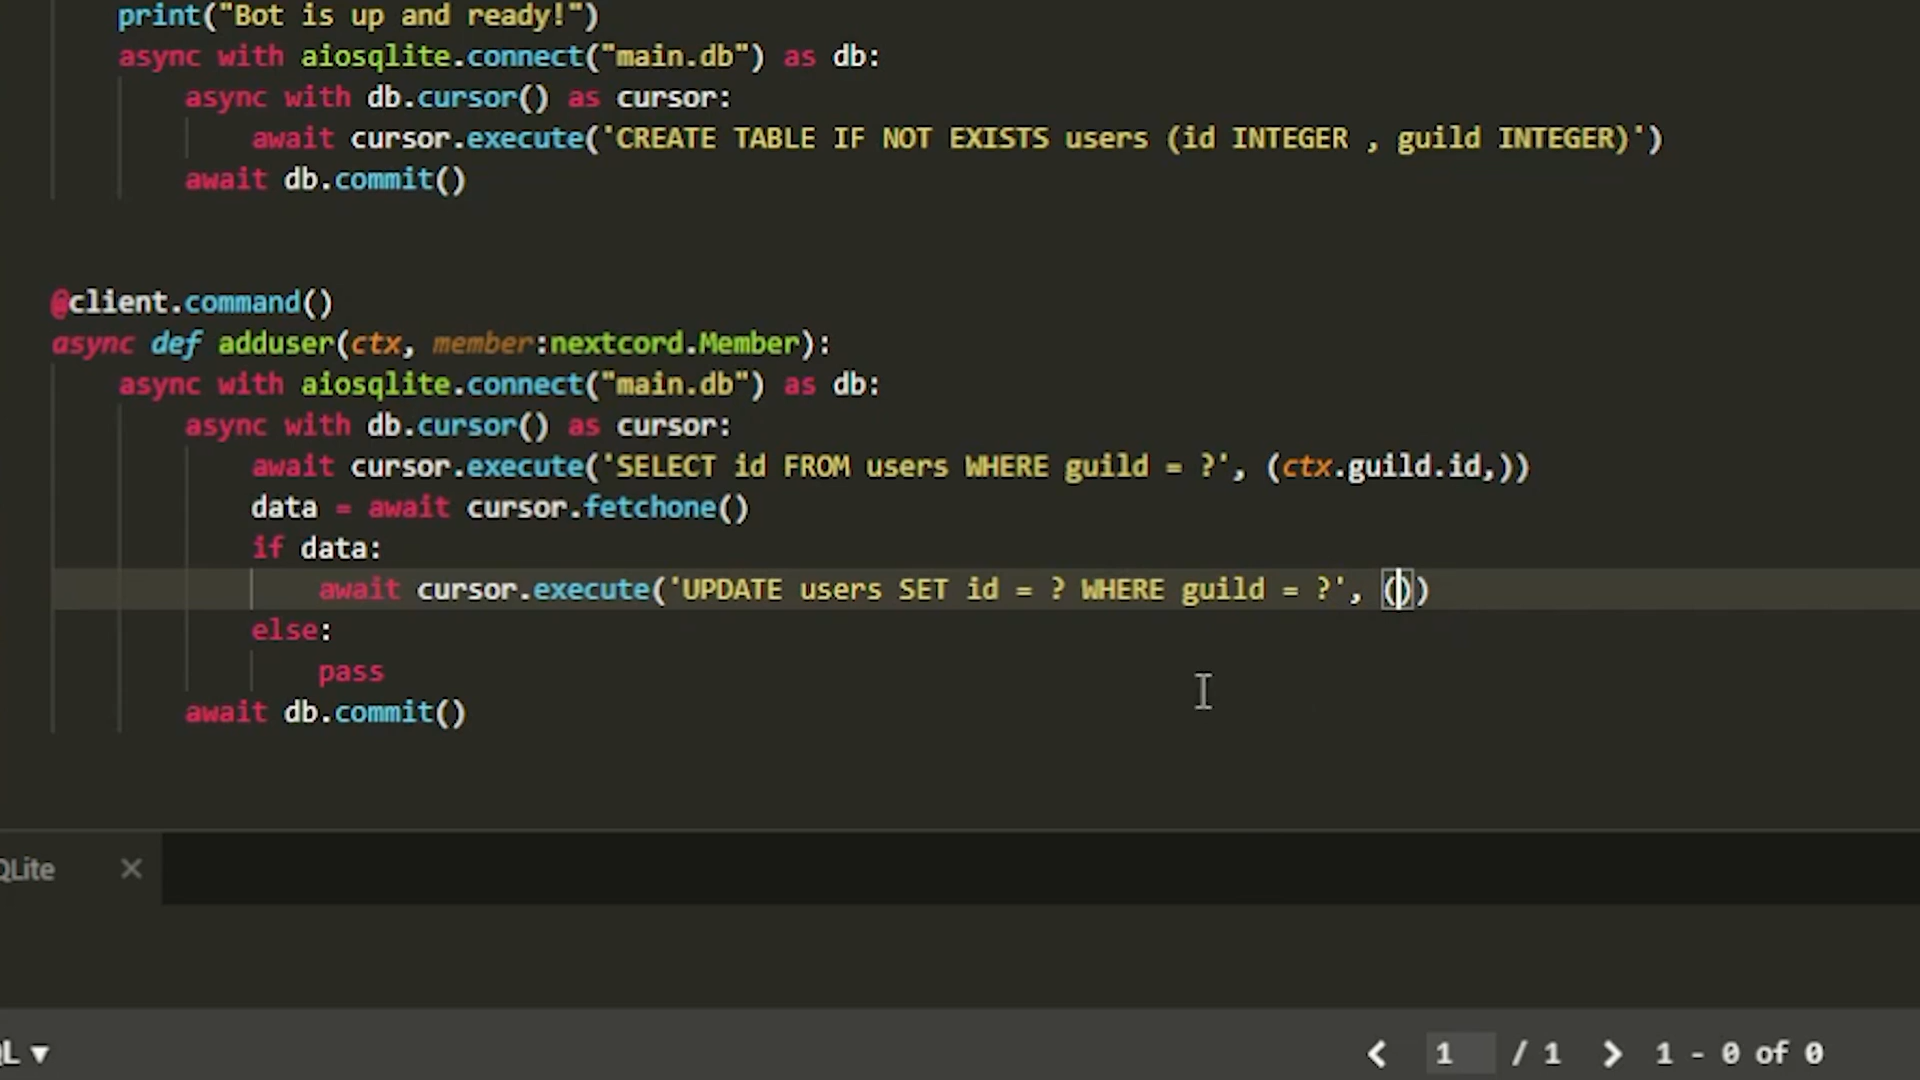 print("Bot is up and ready!")
async with aiosqlite.connect("main.db") as db:
async with db.cursor() as cursor:
await cursor.execute('CREATE TABLE IF NOT EXISTS users (id INTEGER , guild INTEGER)')
await db.commit()
@client.command()
async def adduser(ctx, member:nextcord.Member):
async with aiosqlite.connect("main.db") as db:
async with db.cursor() as cursor:
await cursor.execute('SELECT id FROM users WHERE guild = ?', (ctx.guild.id,))
data = await cursor.fetchone()
if data:
await cursor.execute('UPDATE users SET id = ? WHERE guild = ?', ())
else:
pass
await db.commit()
QLite ×
QL ▼ < 1 / 1 > 1 - 0 of 0